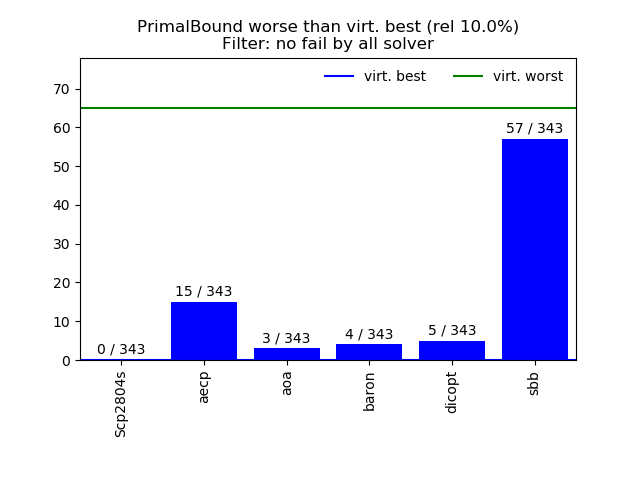 PrimalBound worse than virt. best (rel 10.0%)
Filter: no fail by all solver
virt. best
virt. worst
70
60
50
40
30
20
10
0
0 / 343
15 / 343
3 / 343
4 / 343
5 / 343
57 / 343
Scp2804s
aecp
aoa
baron
dicopt
sbb